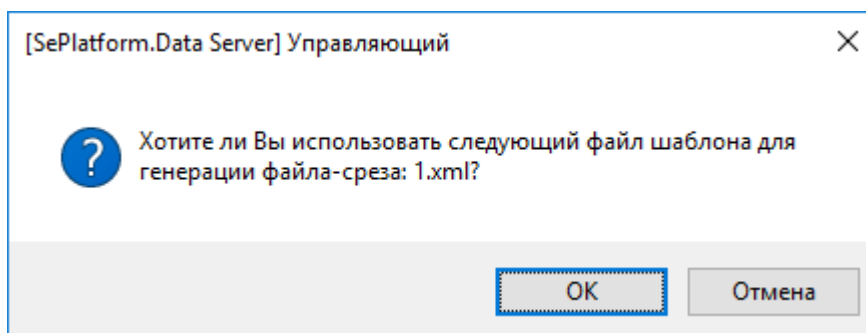 [SePlatform.Data Server] Управляющий
Хотите ли Вы использовать следующий файл шаблона для
генерации файла-среза: 1.xml?
OK
Отмена